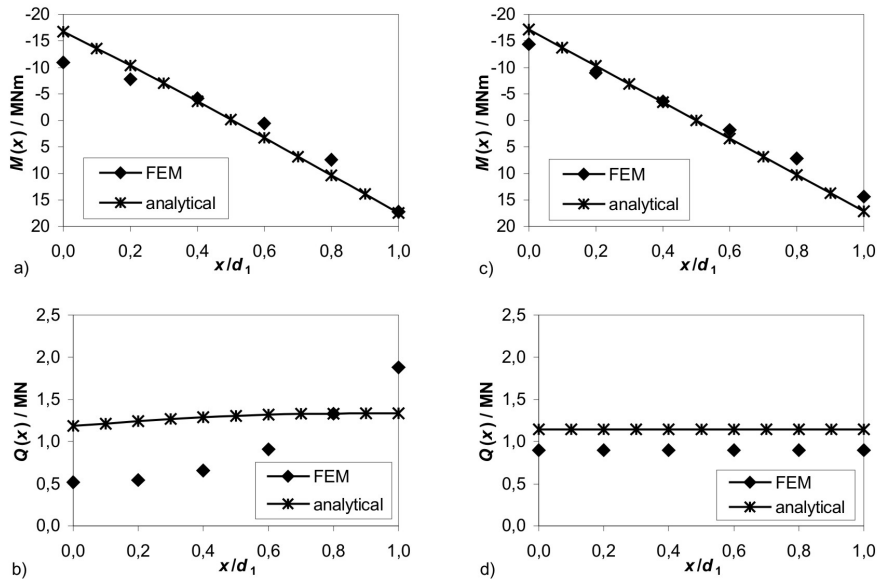 -20
-15
-10
-5
0
5
10
15
20
M(x) / MNm
FEM
analytical
0,0 0,2 0,4 0,6 0,8 1,0
x/d1
a)
-20
-15
-10
-5
0
5
10
15
20
M(x) / MNm
FEM
analytical
0,0 0,2 0,4 0,6 0,8 1,0
x/d1
c)
2,5
2,0
1,5
1,0
0,5
0,0
Q(x) / MN
FEM
analytical
0,0 0,2 0,4 0,6 0,8 1,0
x/d1
b)
2,5
2,0
1,5
1,0
0,5
0,0
Q(x) / MN
FEM
analytical
0,0 0,2 0,4 0,6 0,8 1,0
x/d1
d)